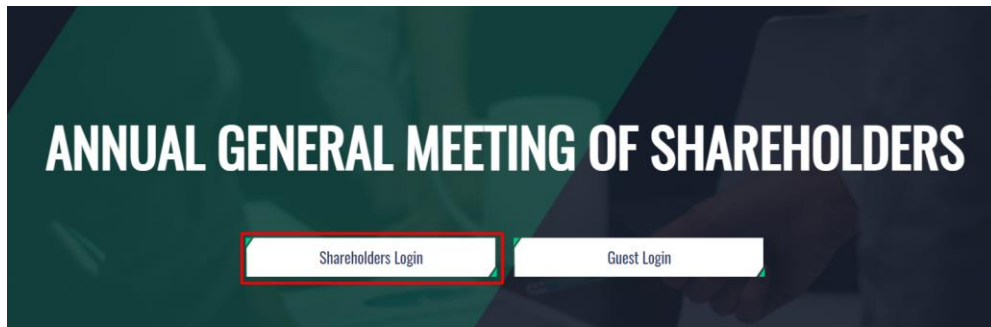 ANNUAL GENERAL MEETING OF SHAREHOLDERS
Shareholders Login
Guest Login